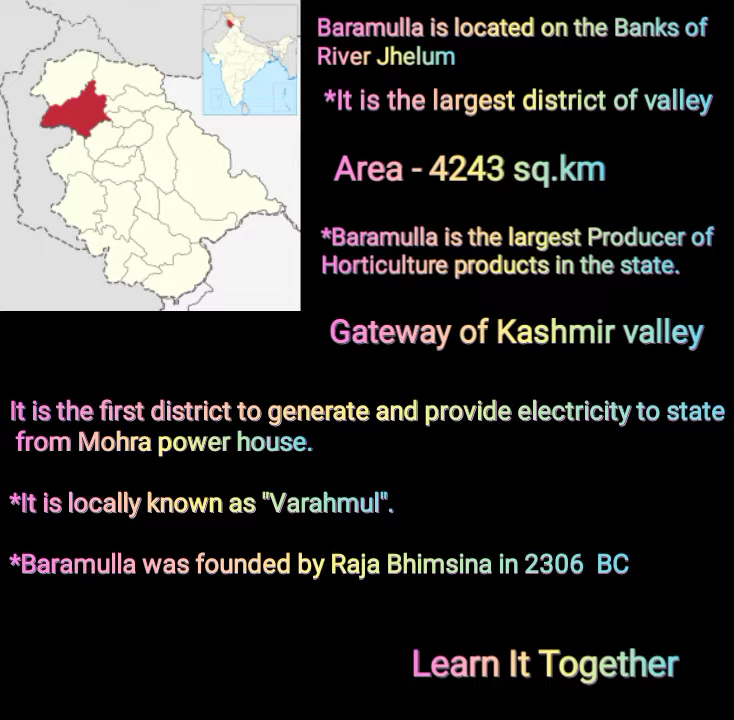 Baramulla is located on the Banks of
River Jhelum
*It is the largest district of valley
Area - 4243 sq.km
*Baramulla is the largest Producer of
Horticulture products in the state.
Gateway of Kashmir valley
It is the first district to generate and provide electricity to state
from Mohra power house.
*It is locally known as "Varahmul".
*Baramulla was founded by Raja Bhimsina in 2306 BC
Learn It Together